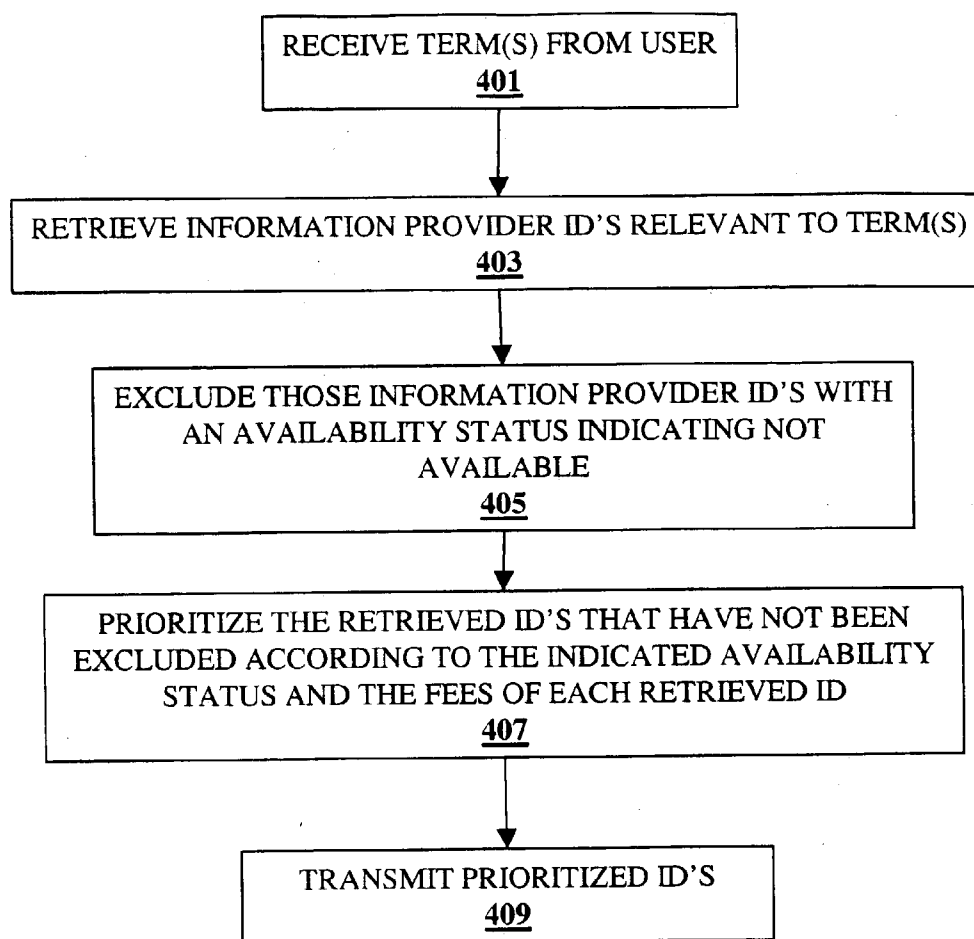 RECEIVE TERM(S) FROM USER
401
RETRIEVE INFORMATION PROVIDER ID'S RELEVANT TO TERM(S)
403
EXCLUDE THOSE INFORMATION PROVIDER ID'S WITH
AN AVAILABILITY STATUS INDICATING NOT
AVAILABLE
405
PRIORITIZE THE RETRIEVED ID'S THAT HAVE NOT BEEN
EXCLUDED ACCORDING TO THE INDICATED AVAILABILITY
STATUS AND THE FEES OF EACH RETRIEVED ID
407
TRANSMIT PRIORITIZED ID'S
409